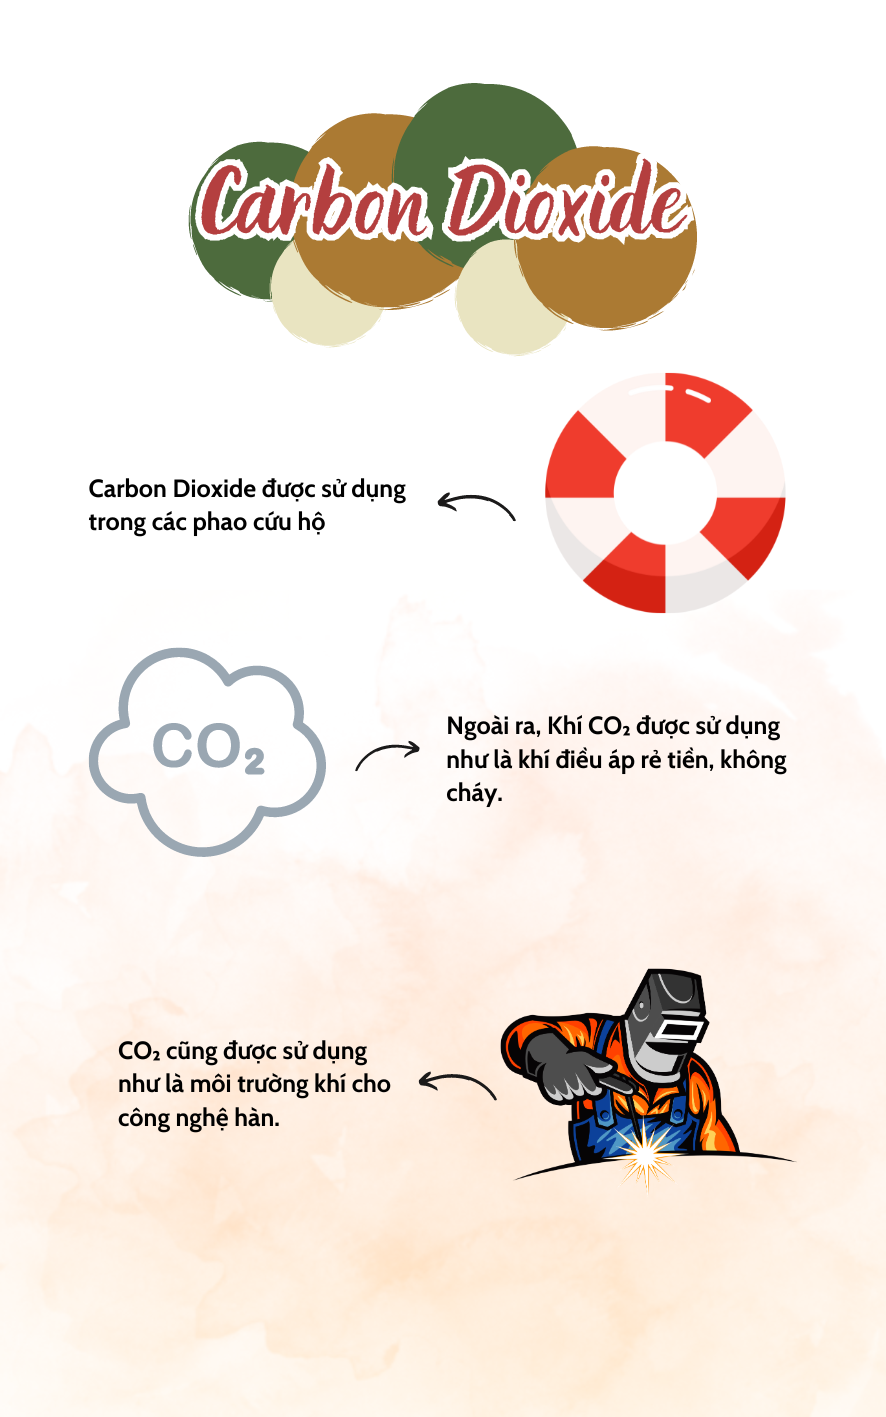 Carbon Dioxide
Carbon Dioxide được sử dụng
trong các phao cứu hộ
CO₂
Ngoài ra, Khí CO₂ được sử dụng
như là khí điều áp rẻ tiền, không
cháy.
CO₂ cũng được sử dụng
như là môi trường khí cho
công nghệ hàn.